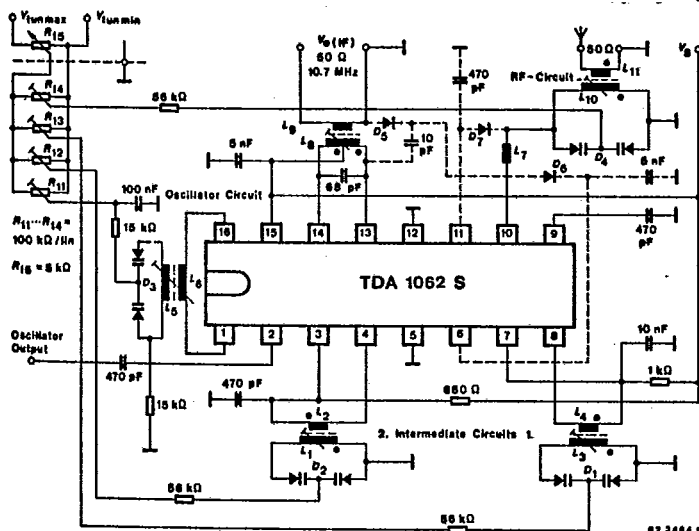 Vtunmax Vtunmin
R15
R14
R13
R12
R11
R11...R14=
100 kΩ/lin
R15 = 5 kΩ
56 kΩ
100 nF
15 kΩ
D3
L5
L6
Oscillator Circuit
5 nF
Vo (IF)
60 Ω
10.7 MHz
L9
L8
68 pF
D5
10 pF
470 pF
D7
L7
60 Ω
RF-Circuit
L11
L10
D4
D6
5 nF
470 pF
VS
16 15 14 13 12 11 10 9
TDA 1062 S
1 2 3 4 5 6 7 8
Oscillator
Output
470 pF
15 kΩ
470 pF
L2
L1
D2
56 kΩ
2. Intermediate Circuits 1.
650 Ω
10 nF
1 kΩ
L4
L3
D1
56 kΩ